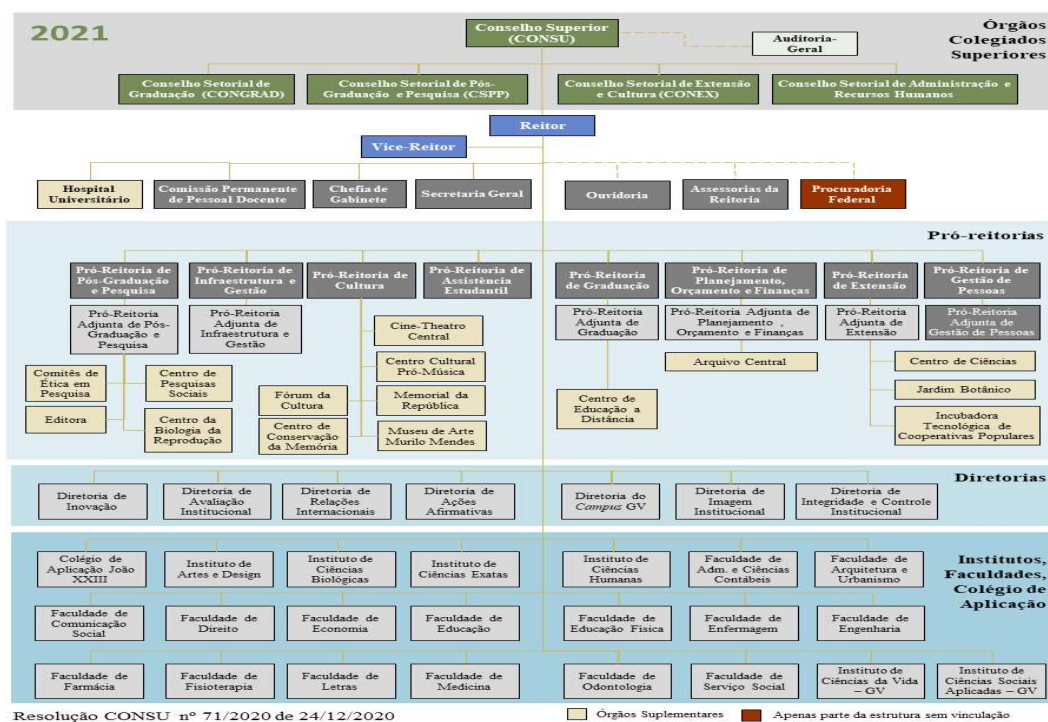 2021
Conselho Superior
(CONSU)
Auditoria-
Geral
Órgãos
Colegiados
Superiores
Conselho Setorial de
Graduação (CONGRAD)
Conselho Setorial de Pós-
Graduação e Pesquisa (CSPP)
Conselho Setorial de Extensão
e Cultura (CONEX)
Conselho Setorial de Administração e
Recursos Humanos
Reitor
Vice-Reitor
Hospital
Universitário
Comissão Permanente
de Pessoal Docente
Chefia de
Gabinete
Secretaria Geral
Ouvidoria
Assessorias da
Reitoria
Procuradoria
Federal
Pró-reitorias
Pró-Reitoria de
Pós-Graduação
e Pesquisa
Pró-Reitoria de
Infraestrutura e
Gestão
Pró-Reitoria de
Cultura
Pró-Reitoria de
Assistência
Estudantil
Pró-Reitoria
de Graduação
Pró-Reitoria de
Planejamento,
Orçamento e Finanças
Pró-Reitoria
de Extensão
Pró-Reitoria de
Gestão de
Pessoas
Pró-Reitoria
Adjunta de Pós-
Graduação e
Pesquisa
Pró-Reitoria
Adjunta de
Infraestrutura e
Gestão
Pró-Reitoria
Adjunta de
Graduação
Pró-Reitoria Adjunta de
Planejamento ,
Orçamento e Finanças
Pró-Reitoria
Adjunta de
Extensão
Pró-Reitoria
Adjunta de
Gestão de Pessoas
Cine-Theatro
Central
Centro Cultural
Pró-Música
Arquivo Central
Centro de Ciências
Comitês de
Ética em
Pesquisa
Centro de
Pesquisas
Sociais
Fórum da
Cultura
Memorial da
República
Centro de
Educação a
Distância
Jardim Botânico
Editora
Centro da
Biologia da
Reprodução
Centro de
Conservação
da Memória
Museu de Arte
Murilo Mendes
Incubadora
Tecnológica de
Cooperativas Populares
Diretorias
Diretoria de
Inovação
Diretoria de
Avaliação
Institucional
Diretoria de
Relações
Internacionais
Diretoria de
Ações
Afirmativas
Diretoria do
Campus GV
Diretoria de
Imagem
Institucional
Diretoria de
Integridade e Controle
Institucional
Institutos,
Faculdades,
Colégio de
Aplicação
Colégio de
Aplicação João
XXIII
Instituto de
Artes e Design
Instituto de
Ciências
Biológicas
Instituto de
Ciências Exatas
Instituto de
Ciências
Humanas
Faculdade de
Adm. e Ciências
Contábeis
Faculdade de
Arquitetura e
Urbanismo
Faculdade de
Comunicação
Social
Faculdade de
Direito
Faculdade de
Economia
Faculdade de
Educação
Faculdade de
Educação Física
Faculdade de
Enfermagem
Faculdade de
Engenharia
Faculdade de
Farmácia
Faculdade de
Fisioterapia
Faculdade de
Letras
Faculdade de
Medicina
Faculdade de
Odontologia
Faculdade de
Serviço Social
Instituto de
Ciências da Vida
– GV
Instituto de
Ciências Sociais
Aplicadas – GV
Resolução CONSU nº 71/2020 de 24/12/2020
Órgãos Suplementares
Apenas parte da estrutura sem vinculação